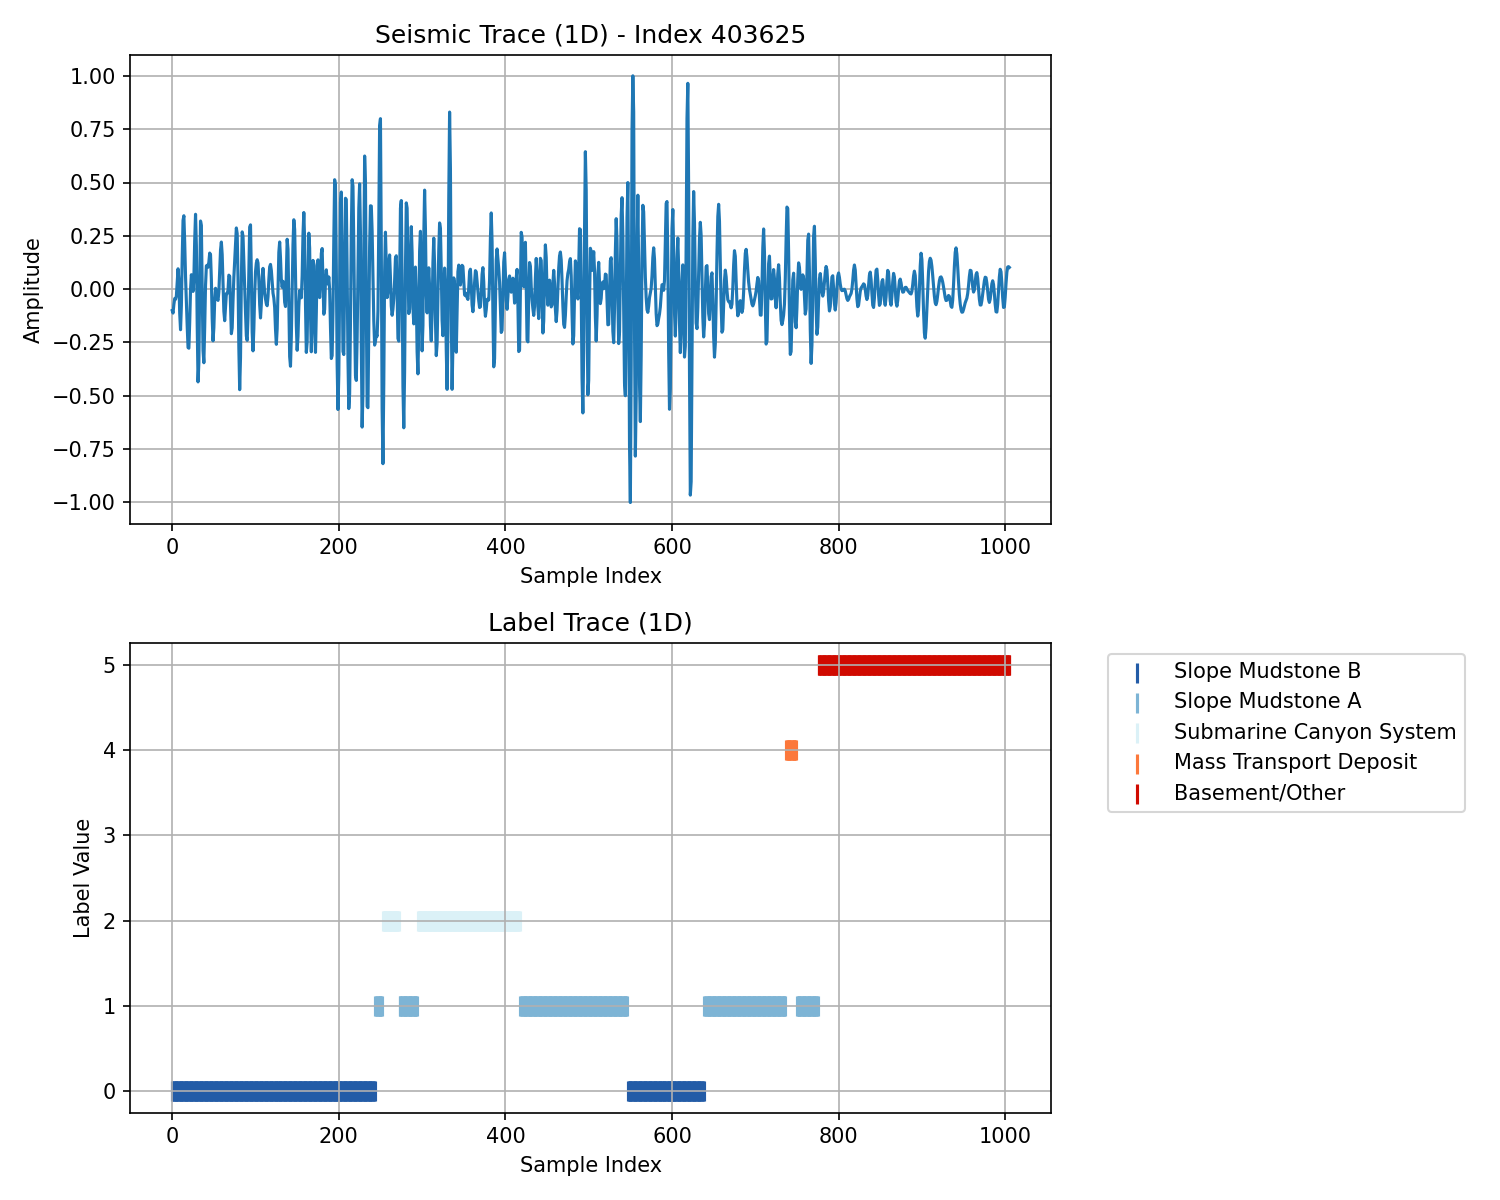 Seismic Trace (1D) - Index 403625
1.00
0.75
0.50
0.25
0.00
−0.25
−0.50
−0.75
−1.00
Amplitude
0 200 400 600 800 1000
Sample Index
Label Trace (1D)
5
4
3
2
1
0
Label Value
0 200 400 600 800 1000
Sample Index
Slope Mudstone B
Slope Mudstone A
Submarine Canyon System
Mass Transport Deposit
Basement/Other